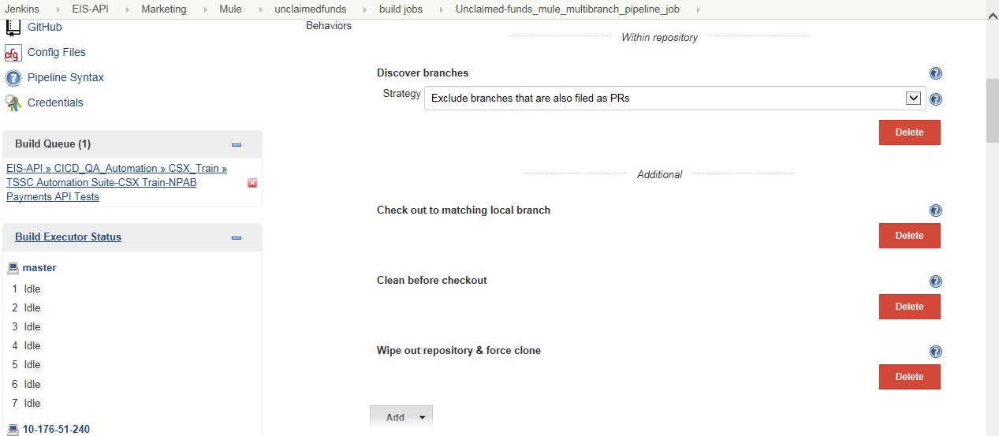 Jenkins EIS-API Marketing Mule unclaimedfunds build jobs Unclaimed-funds_mule_multibranch_pipeline_job
GitHub
cfg Config Files
Pipeline Syntax
Credentials
Build Queue (1)
EIS-API » CICD_QA_Automation » CSX_Train »
TSSC Automation Suite-CSX Train-NPAB
Payments API Tests
Build Executor Status
master
1 Idle
2 Idle
3 Idle
4 Idle
5 Idle
6 Idle
7 Idle
10-176-51-240
Behaviors
Within repository
Discover branches
Strategy Exclude branches that are also filed as PRs
Delete
Additional
Check out to matching local branch
Delete
Clean before checkout
Delete
Wipe out repository & force clone
Delete
Add